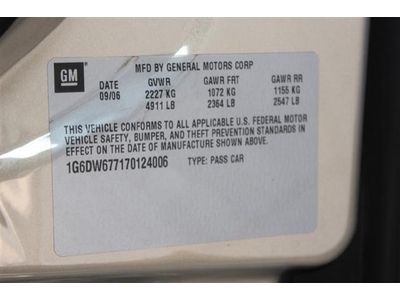 GM
MFD BY GENERAL MOTORS CORP
DATE GVWR GAWR FRT GAWR RR
09/06 2227 KG 1072 KG 1155 KG
4911 LB 2364 LB 2547 LB
THIS VEHICLE CONFORMS TO ALL APPLICABLE U.S. FEDERAL MOTOR
VEHICLE SAFETY, BUMPER, AND THEFT PREVENTION STANDARDS IN
EFFECT ON THE DATE OF MANUFACTURE SHOWN ABOVE.
1G6DW677170124006 TYPE: PASS CAR